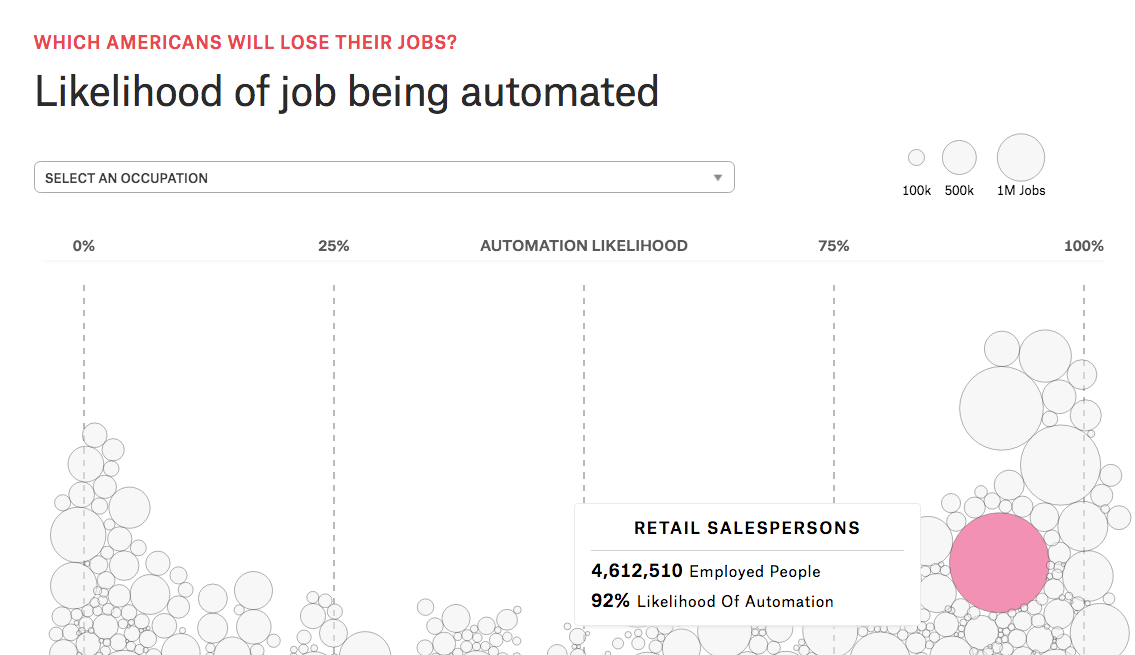 WHICH AMERICANS WILL LOSE THEIR JOBS?
Likelihood of job being automated
SELECT AN OCCUPATION
100k 500k 1M Jobs
0% 25% AUTOMATION LIKELIHOOD 75% 100%
RETAIL SALESPERSONS
4,612,510 Employed People
92% Likelihood Of Automation